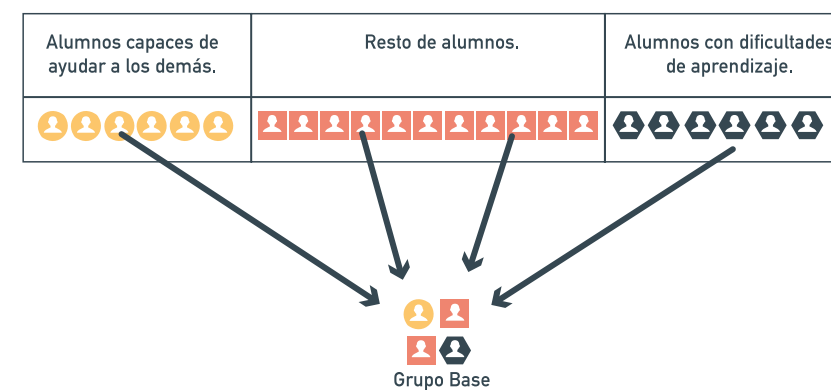 Alumnos capaces de
ayudar a los demás.
Resto de alumnos.
Alumnos con dificultades
de aprendizaje.
Grupo Base